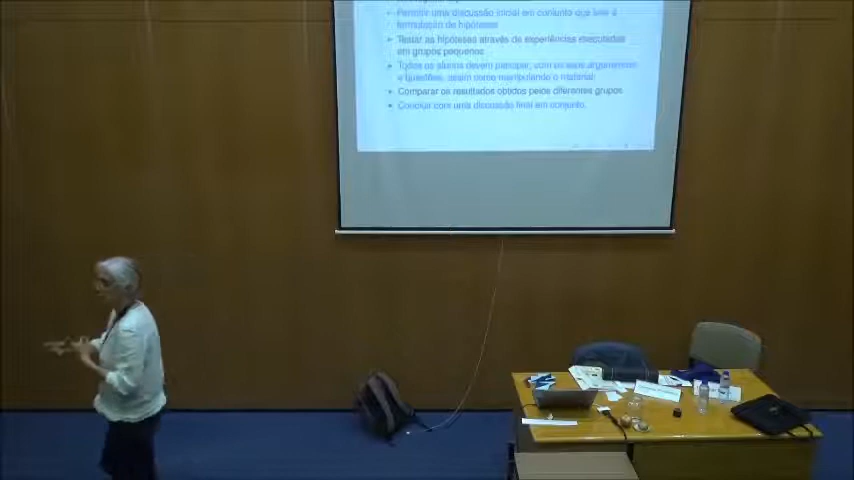 Permitir uma discussão inicial em conjunto que leve à
formulação de hipóteses
Testar as hipóteses através de experiências executadas
em grupos pequenos
Todos os alunos devem participar, com os seus argumentos
e questões, assim como manipulando o material
Comparar os resultados obtidos pelos diferentes grupos
Concluir com uma discussão final em conjunto.